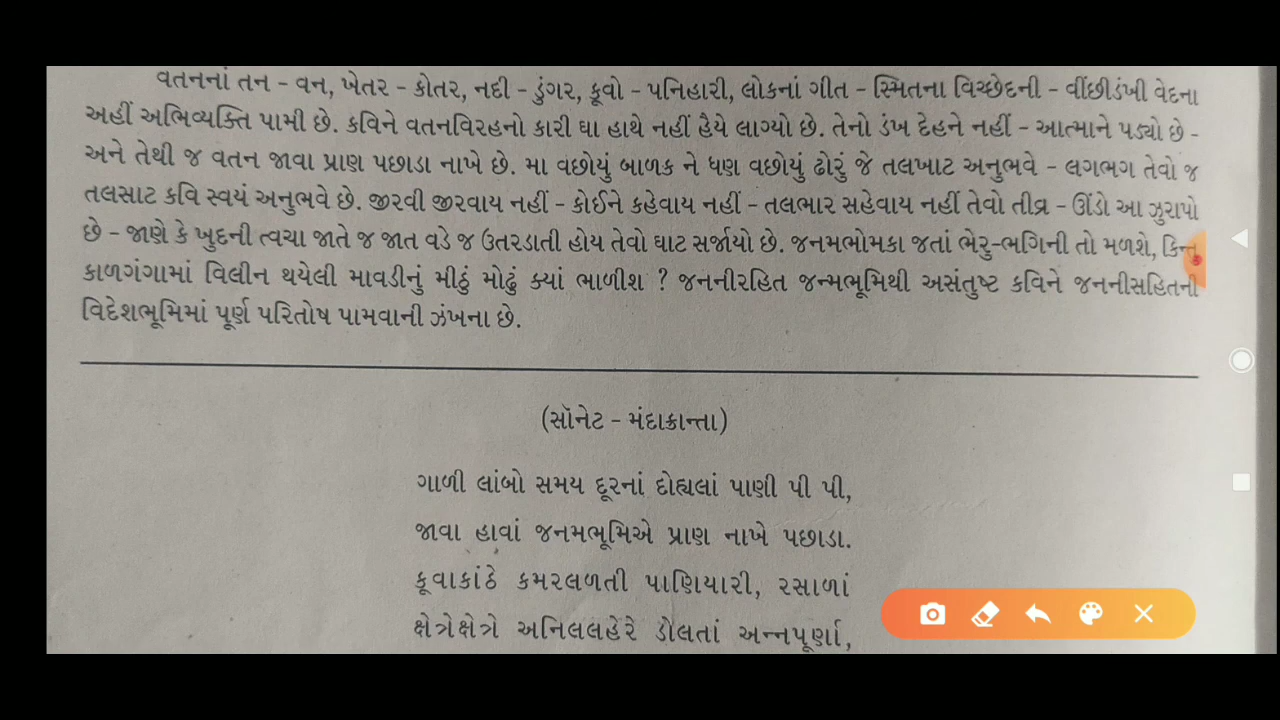 વતનનાં તન – વન, ખેતર – કોતર, નદી – ડુંગર, કૂવો – પનિહારી, લોકનાં ગીત – સ્મિતના વિચ્છેદની – વીંછીડંખી વેદના
અહીં અભિવ્યક્તિ પામી છે. કવિને વતનવિરહનો કારી ઘા હાથે નહીં હૈયે લાગ્યો છે. તેનો ડંખ દેહને નહીં – આત્માને પડ્યો છે –
અને તેથી જ વતન જાવા પ્રાણ પછાડા નાખે છે. મા વછોયું બાળક ને ધણ વછોયું ઢોરું જે તલખાટ અનુભવે – લગભગ તેવો જ
તલસાટ કવિ સ્વયં અનુભવે છે. જીરવી જીરવાય નહીં – કોઈને કહેવાય નહીં – તલભાર સહેવાય નહીં તેવો તીવ્ર – ઊંડો આ ઝુરાપો
છે – જાણે કે ખુદની ત્વચા જાતે જ જાત વડે જ ઉતરડાતી હોય તેવો ઘાટ સર્જાયો છે. જનમભોમકા જતાં ભેરુ-ભગિની તો મળશે, કિન્તુ
કાળગંગામાં વિલીન થયેલી માવડીનું મીઠું મોઢું ક્યાં ભાળીશ ? જનનીરહિત જન્મભૂમિથી અસંતુષ્ટ કવિને જનનીસહિતની
વિદેશભૂમિમાં પૂર્ણ પરિતોષ પામવાની ઝંખના છે.
(સૉનેટ – મંદાક્રાન્તા)
ગાળી લાંબો સમય દૂરનાં દોહ્યલાં પાણી પી પી,
જાવા હાવાં જનમભૂમિએ પ્રાણ નાખે પછાડા.
કૂવાકાંઠે કમરલળતી પાણિયારી, રસાળાં
ક્ષેત્રેક્ષેત્રે અનિલલહેરે ડોલતાં અન્નપૂર્ણા,